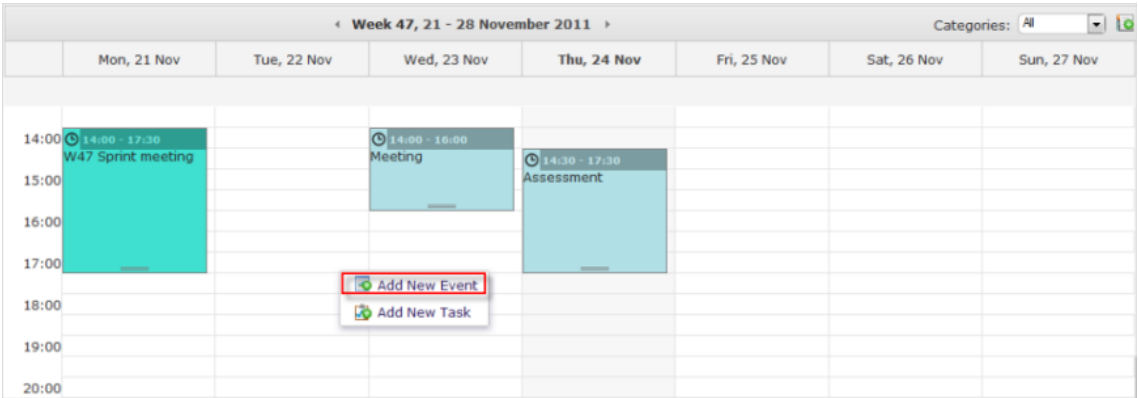 Week 47, 21 - 28 November 2011
Categories: All
Mon, 21 Nov Tue, 22 Nov Wed, 23 Nov Thu, 24 Nov Fri, 25 Nov Sat, 26 Nov Sun, 27 Nov
14:00 14:00 - 17:30 14:00 - 16:00
W47 Sprint meeting Meeting 14:30 - 17:30
15:00 Assessment
16:00
17:00
Add New Event
18:00 Add New Task
19:00
20:00